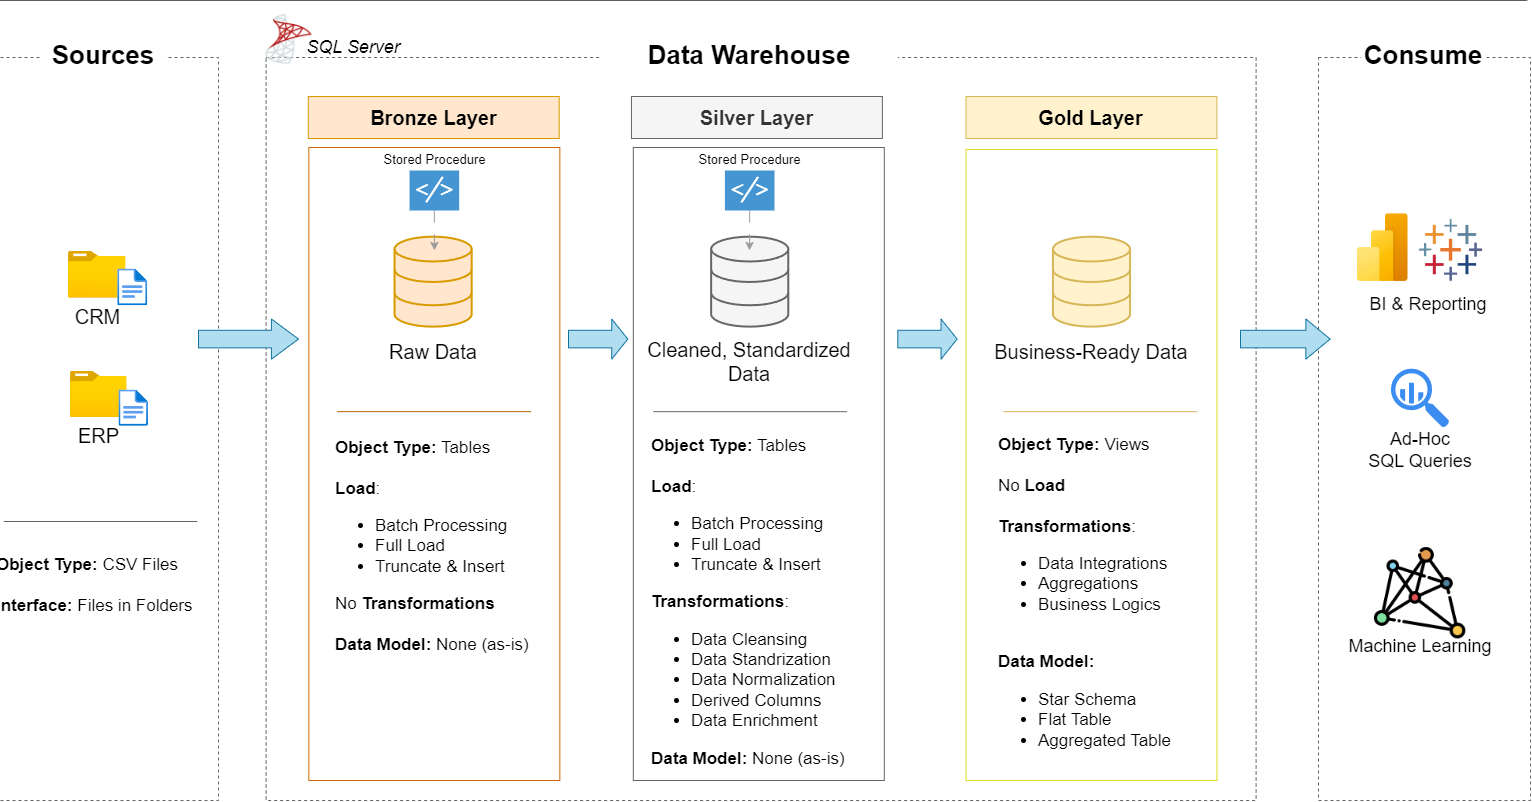 Sources
SQL Server
Data Warehouse
Consume
CRM
ERP
Object Type: CSV Files
Interface: Files in Folders
Bronze Layer
Stored Procedure
</>
Raw Data
Object Type: Tables
Load:
• Batch Processing
• Full Load
• Truncate & Insert
No Transformations
Data Model: None (as-is)
Silver Layer
Stored Procedure
</>
Cleaned, Standardized
Data
Object Type: Tables
Load:
• Batch Processing
• Full Load
• Truncate & Insert
Transformations:
• Data Cleansing
• Data Standrization
• Data Normalization
• Derived Columns
• Data Enrichment
Data Model: None (as-is)
Gold Layer
Business-Ready Data
Object Type: Views
No Load
Transformations:
• Data Integrations
• Aggregations
• Business Logics
Data Model:
• Star Schema
• Flat Table
• Aggregated Table
BI & Reporting
Ad-Hoc
SQL Queries
Machine Learning